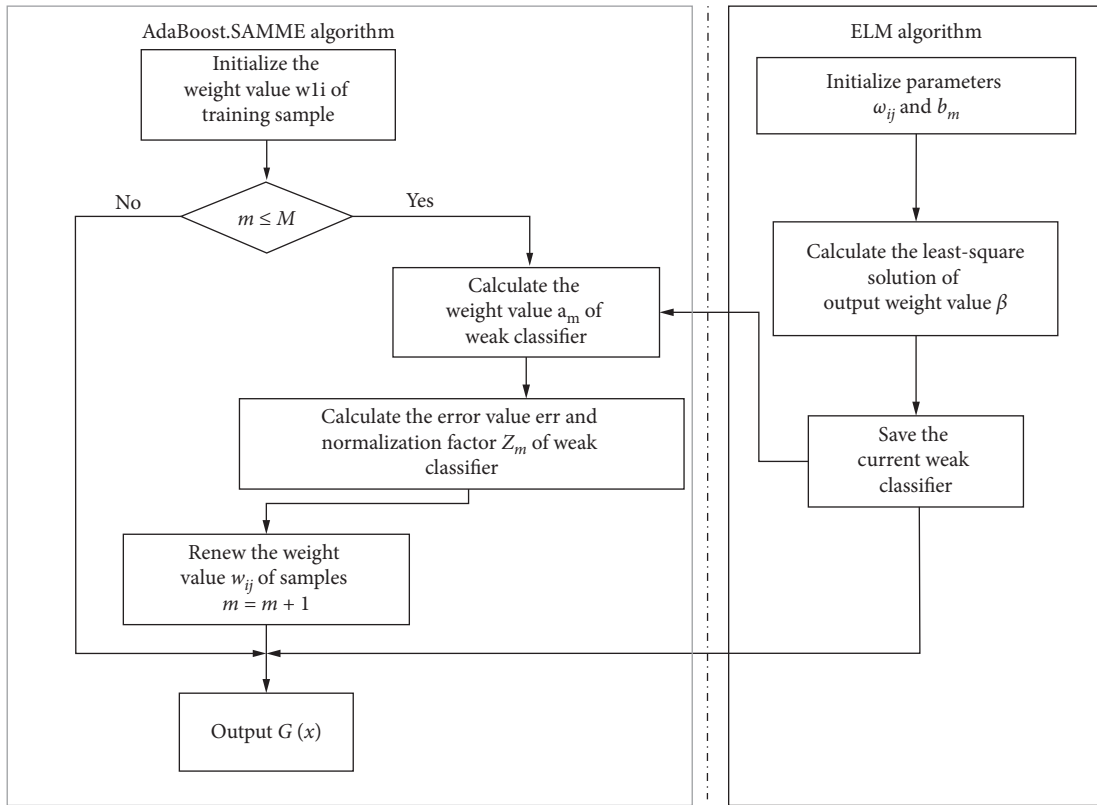 AdaBoost.SAMME algorithm
Initialize the
weight value w1i of
training sample
No
Yes
m ≤ M
Calculate the
weight value aₘ of
weak classifier
Calculate the error value err and
normalization factor Zₘ of weak
classifier
Renew the weight
value wᵢⱼ of samples
m = m + 1
Output G (x)
ELM algorithm
Initialize parameters
ωᵢⱼ and bₘ
Calculate the least-square
solution of
output weight value β
Save the
current weak
classifier